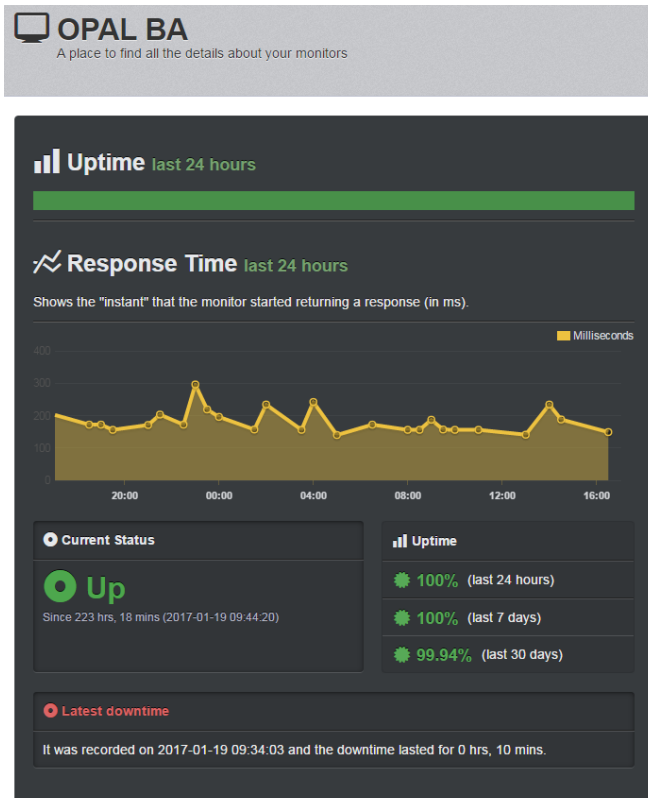 OPAL BA
A place to find all the details about your monitors
Uptime last 24 hours
Response Time last 24 hours
Shows the "instant" that the monitor started returning a response (in ms).
Milliseconds
400
300
200
100
0
20:00 00:00 04:00 08:00 12:00 16:00
Current Status
Up
Since 223 hrs, 18 mins (2017-01-19 09:44:20)
Uptime
100% (last 24 hours)
100% (last 7 days)
99.94% (last 30 days)
Latest downtime
It was recorded on 2017-01-19 09:34:03 and the downtime lasted for 0 hrs, 10 mins.